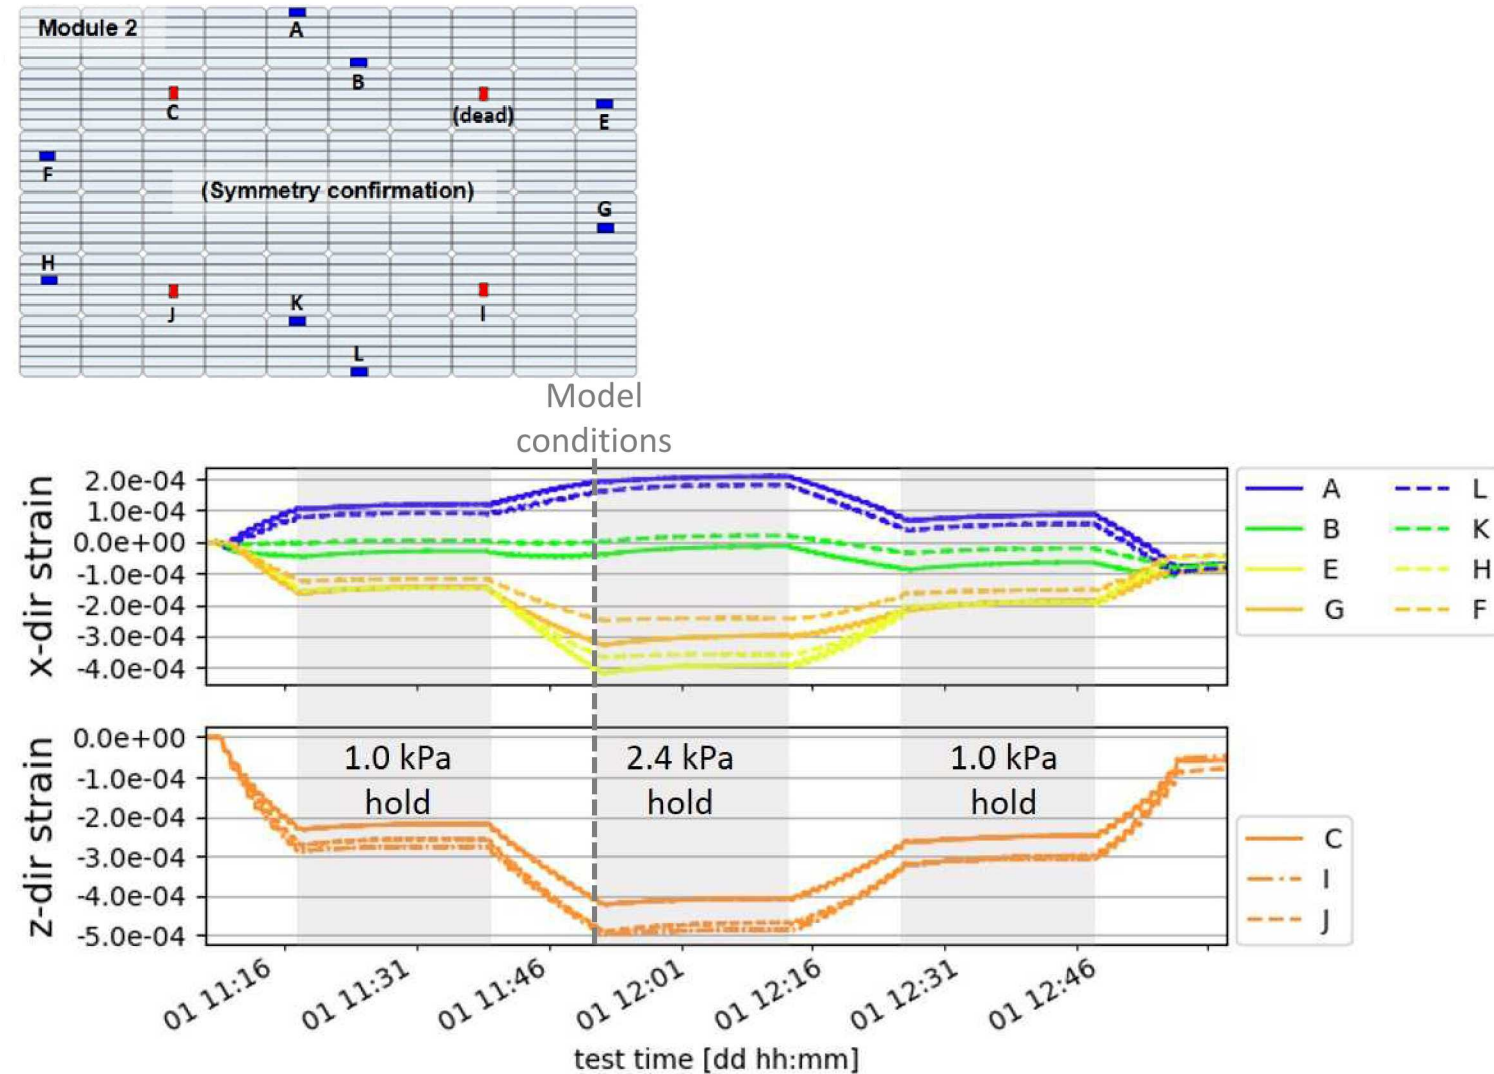 Module 2
A
B
C
(dead)
E
F
(Symmetry confirmation)
G
H
J
K
I
L
Model
conditions
x-dir strain
2.0e-04
1.0e-04
0.0e+00
-1.0e-04
-2.0e-04
-3.0e-04
-4.0e-04
A
L
B
K
E
H
G
F
z-dir strain
0.0e+00
-1.0e-04
-2.0e-04
-3.0e-04
-4.0e-04
-5.0e-04
1.0 kPa
hold
2.4 kPa
hold
1.0 kPa
hold
C
I
J
01 11:16
01 11:31
01 11:46
01 12:01
01 12:16
01 12:31
01 12:46
test time [dd hh:mm]